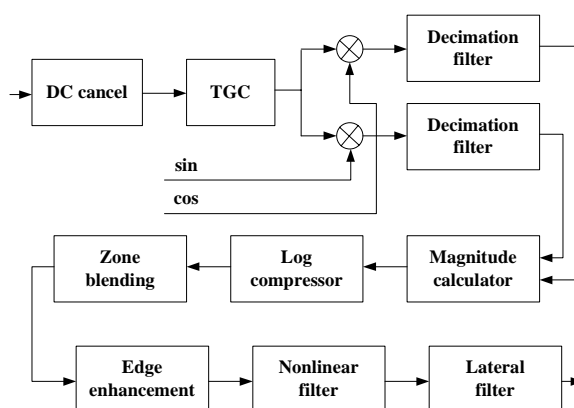 Decimation
filter
DC cancel
TGC
Decimation
filter
sin
cos
Zone
blending
Log
compressor
Magnitude
calculator
Edge
enhancement
Nonlinear
filter
Lateral
filter